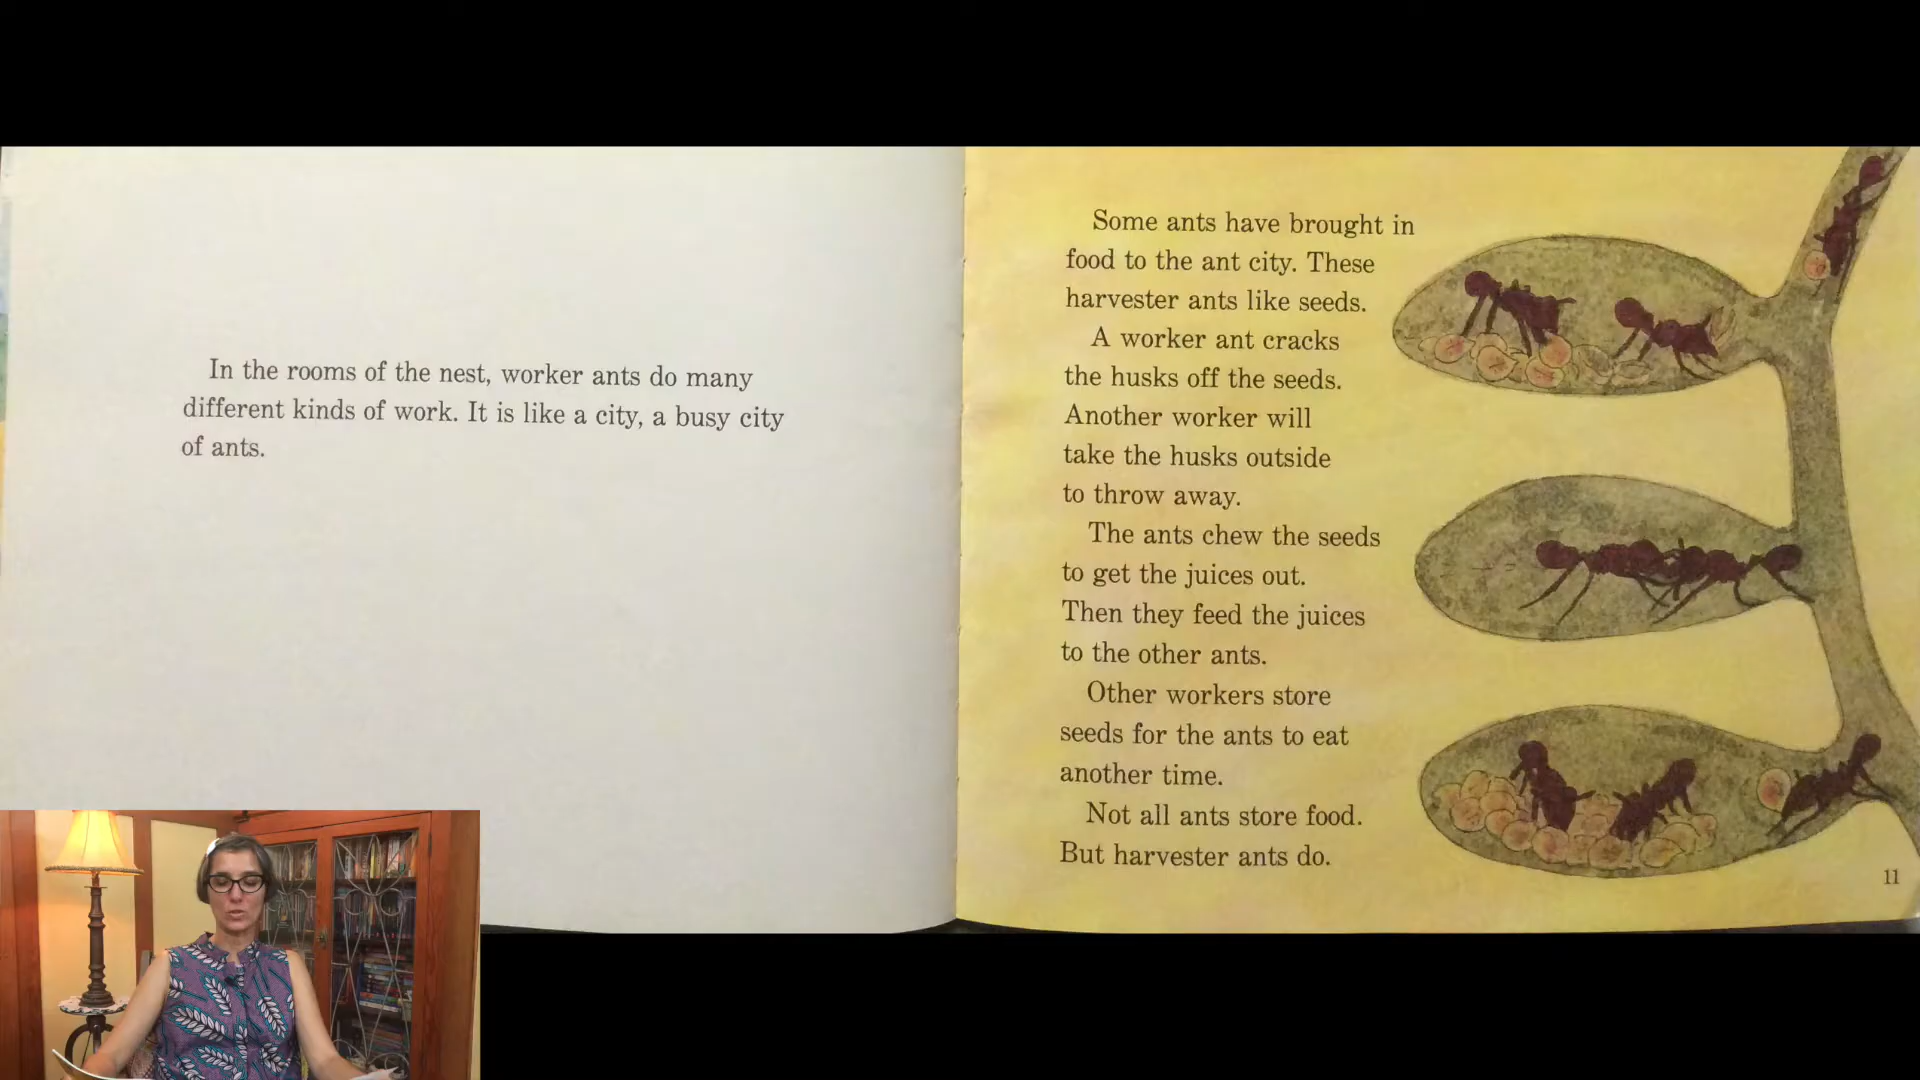 In the rooms of the nest, worker ants do many
different kinds of work. It is like a city, a busy city
of ants.
Some ants have brought in
food to the ant city. These
harvester ants like seeds.
A worker ant cracks
the husks off the seeds.
Another worker will
take the husks outside
to throw away.
The ants chew the seeds
to get the juices out.
Then they feed the juices
to the other ants.
Other workers store
seeds for the ants to eat
another time.
Not all ants store food.
But harvester ants do.
11